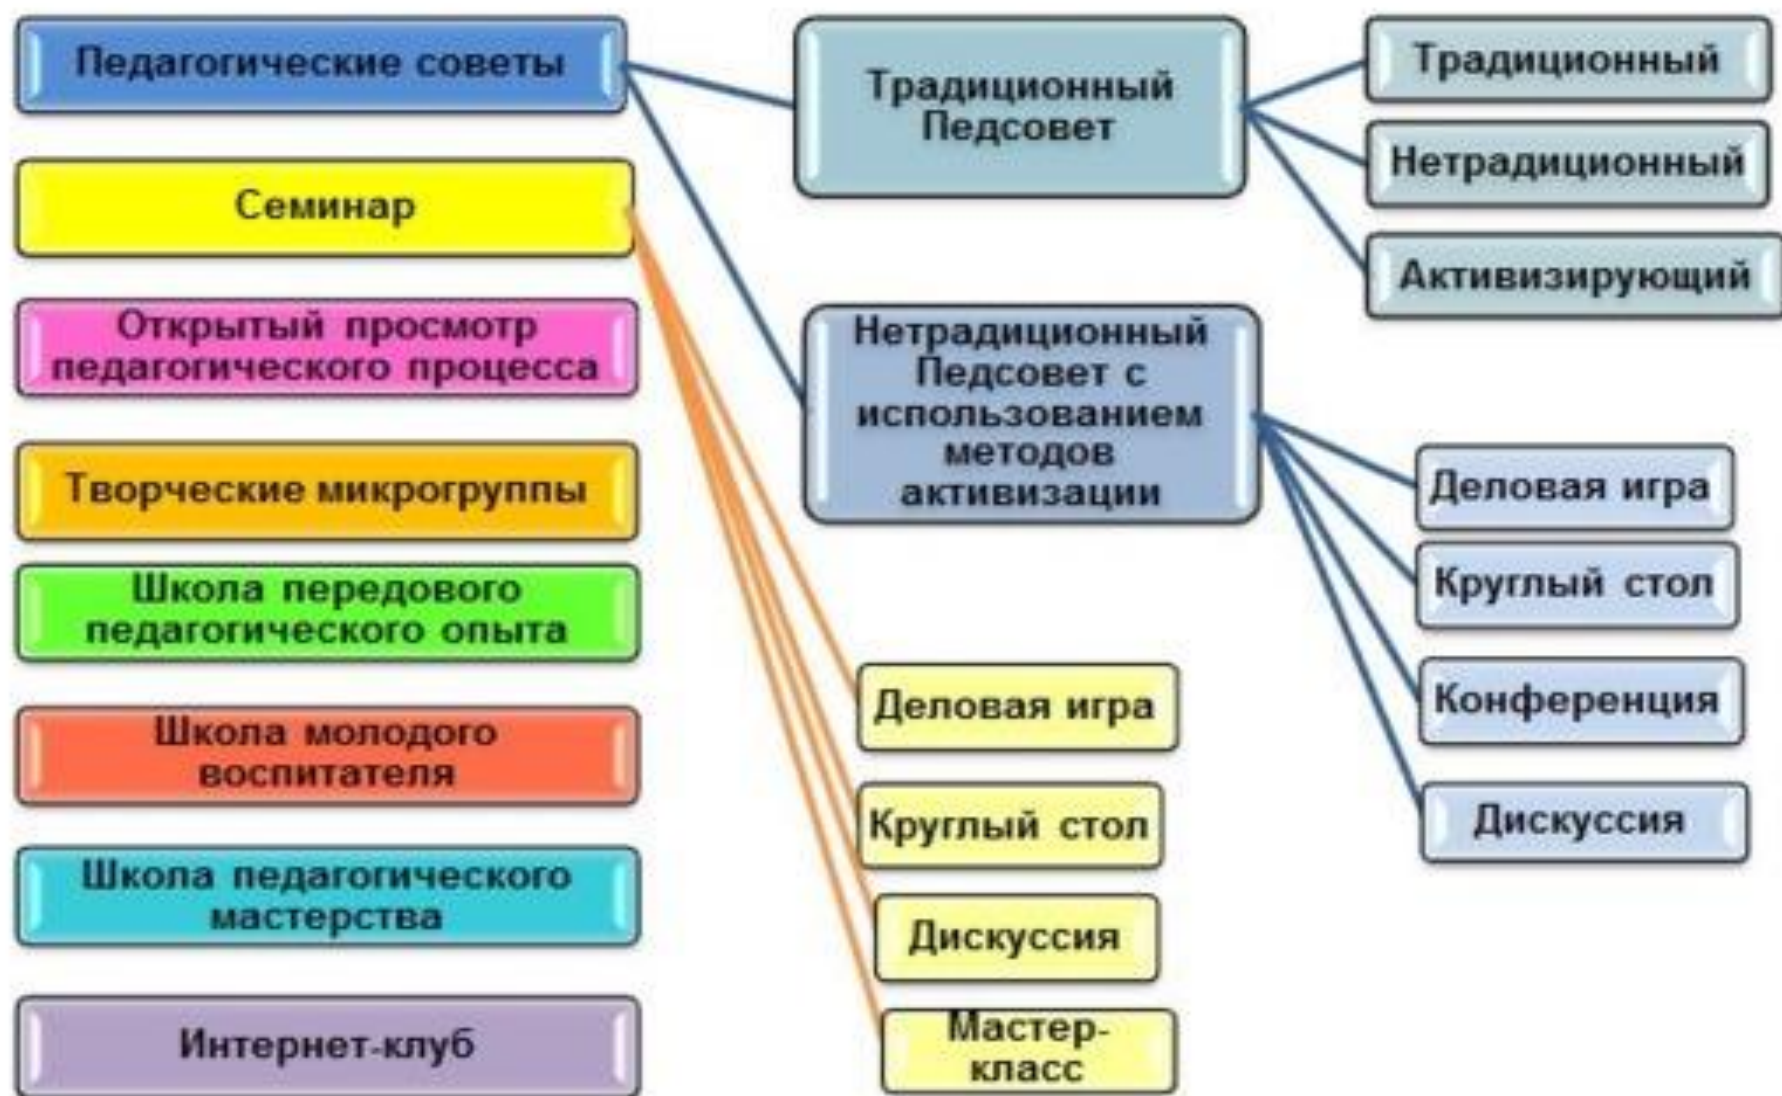 Педагогические советы
Семинар
Открытый просмотр
педагогического процесса
Творческие микрогруппы
Школа передового
педагогического опыта
Школа молодого
воспитателя
Школа педагогического
мастерства
Интернет-клуб
Традиционный
Педсовет
Нетрадиционный
Педсовет с
использованием
методов
активизации
Деловая игра
Круглый стол
Дискуссия
Мастер-
класс
Традиционный
Нетрадиционный
Активизирующий
Деловая игра
Круглый стол
Конференция
Дискуссия